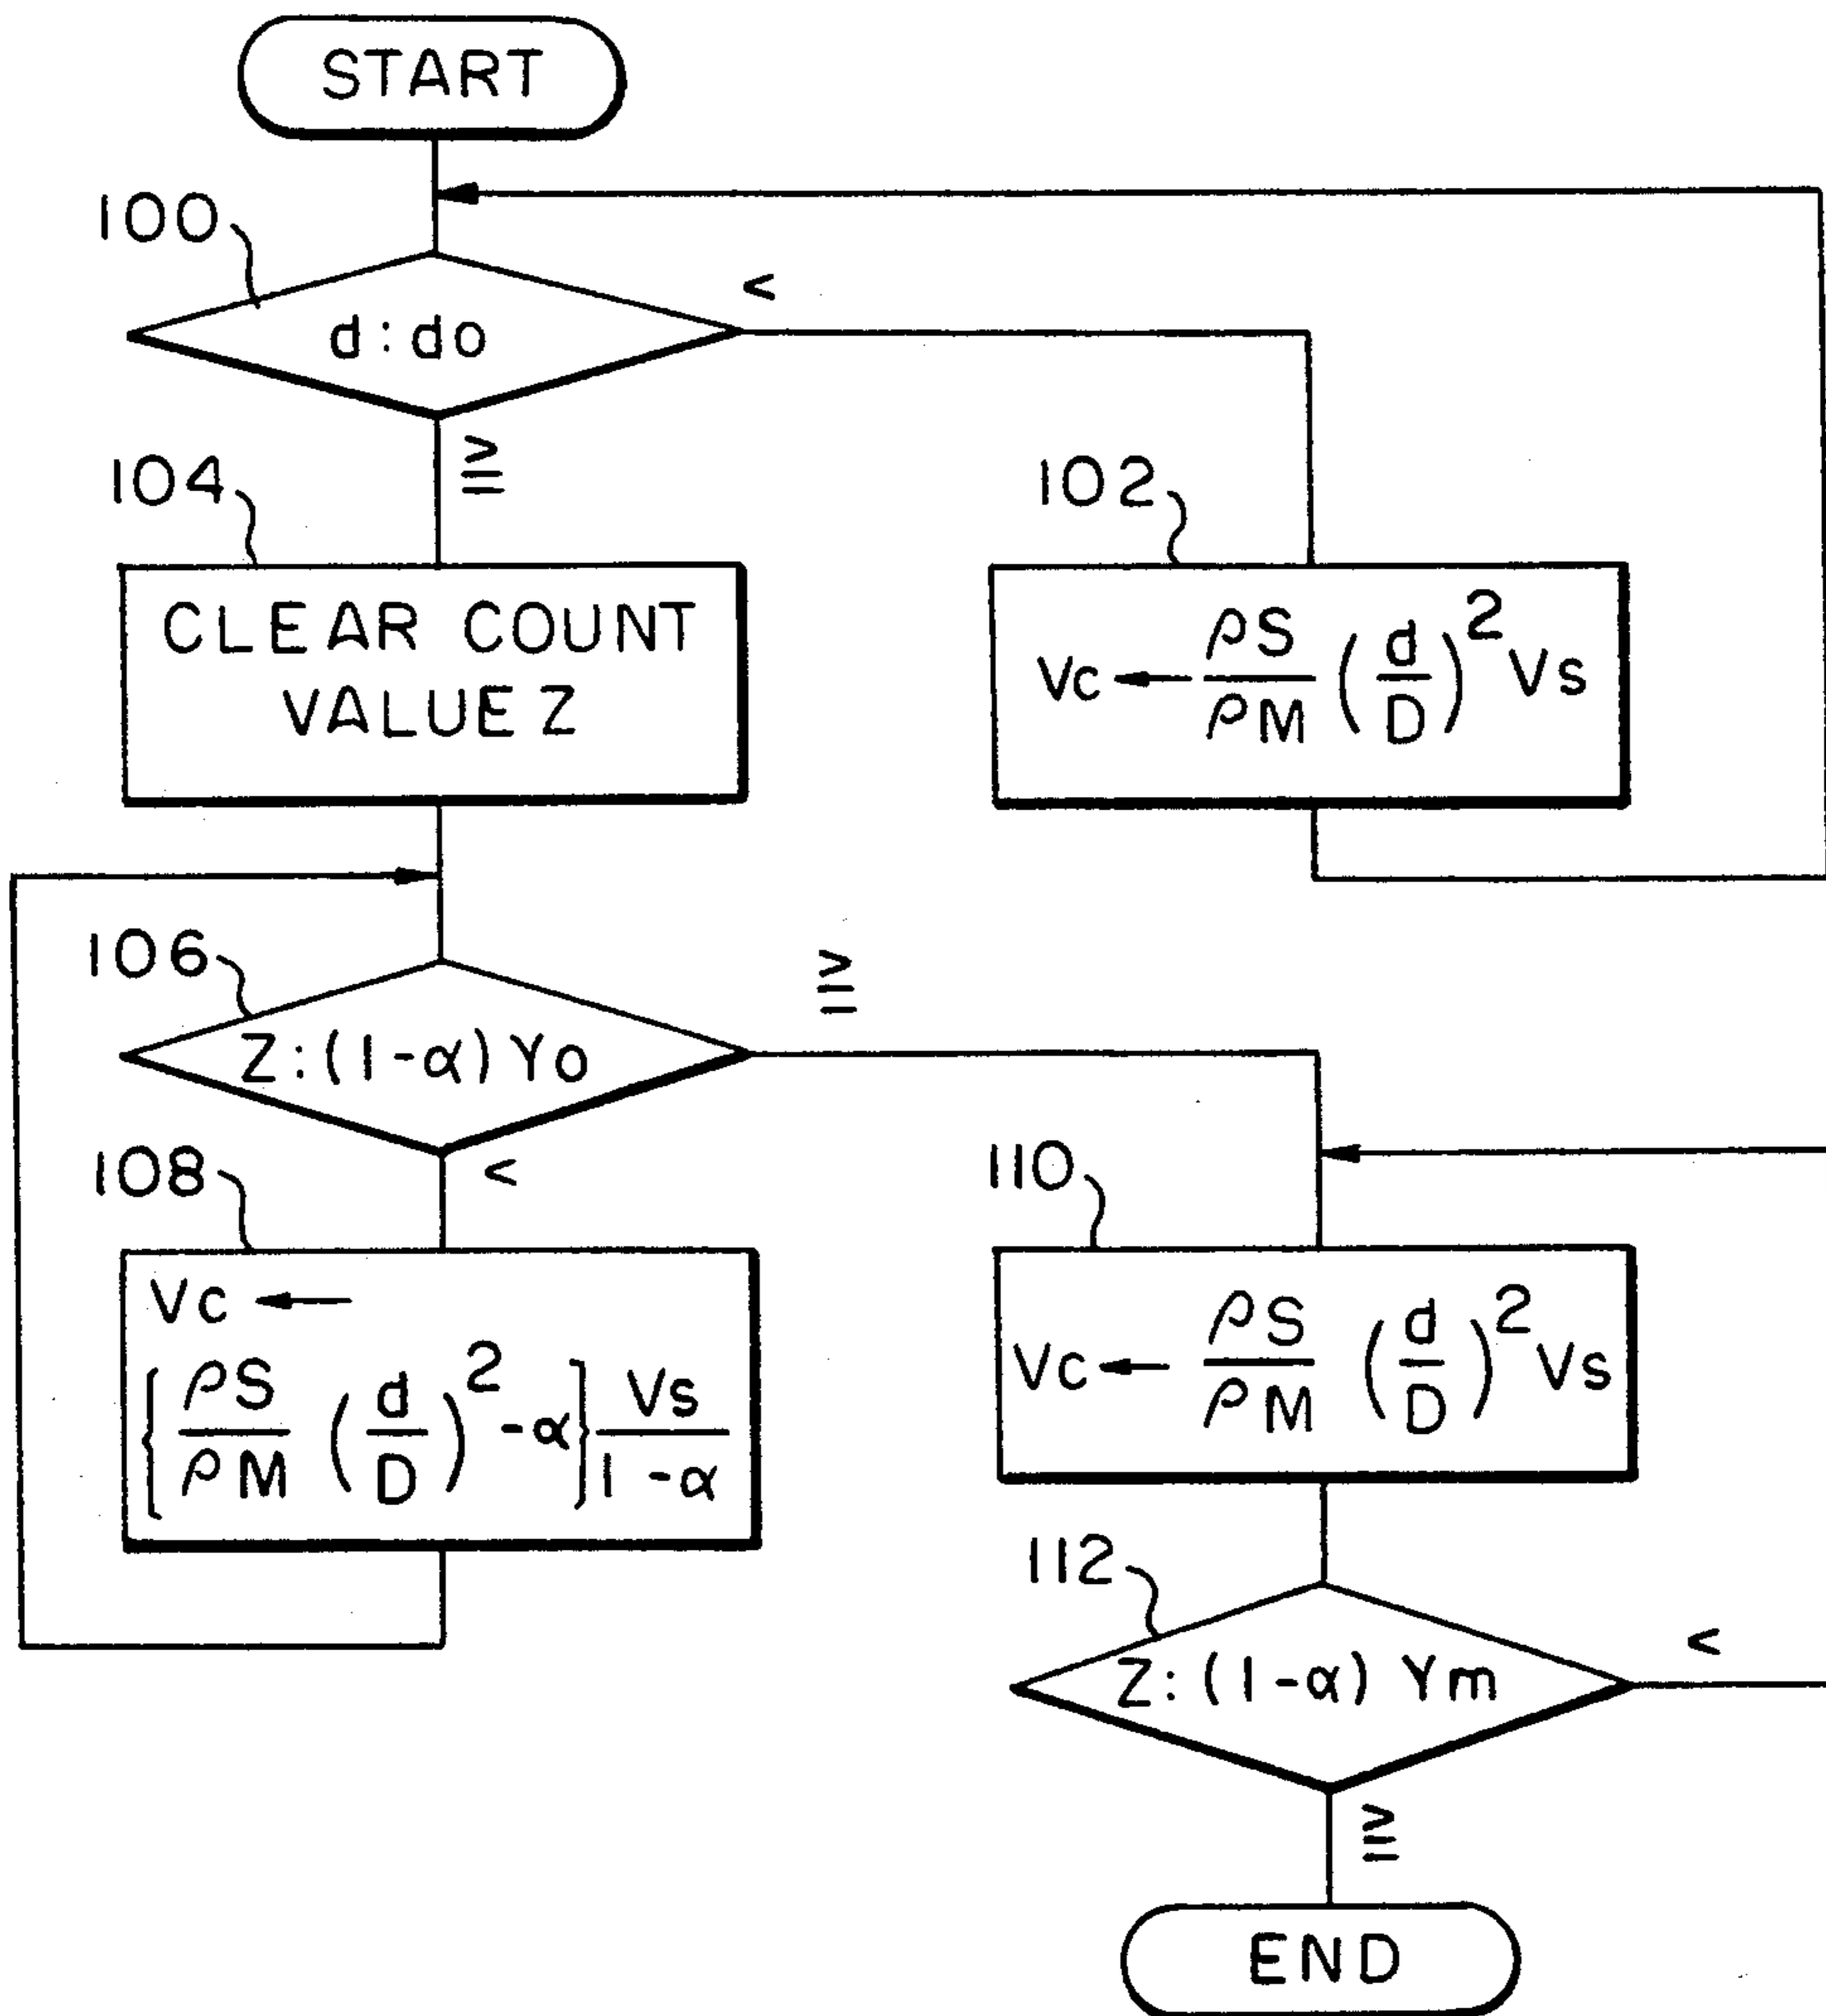 START
100
<
d:do
≧
104
102
CLEAR COUNT
VALUE Z
Vc ← ρS/ρM (d/D)² Vs
106
≧
Z:(1-α)Yo
108
<
110
Vc ←
{ρS/ρM (d/D)² -α} Vs/1-α
Vc ← ρS/ρM (d/D)² Vs
112
<
Z:(1-α) Ym
≧
END